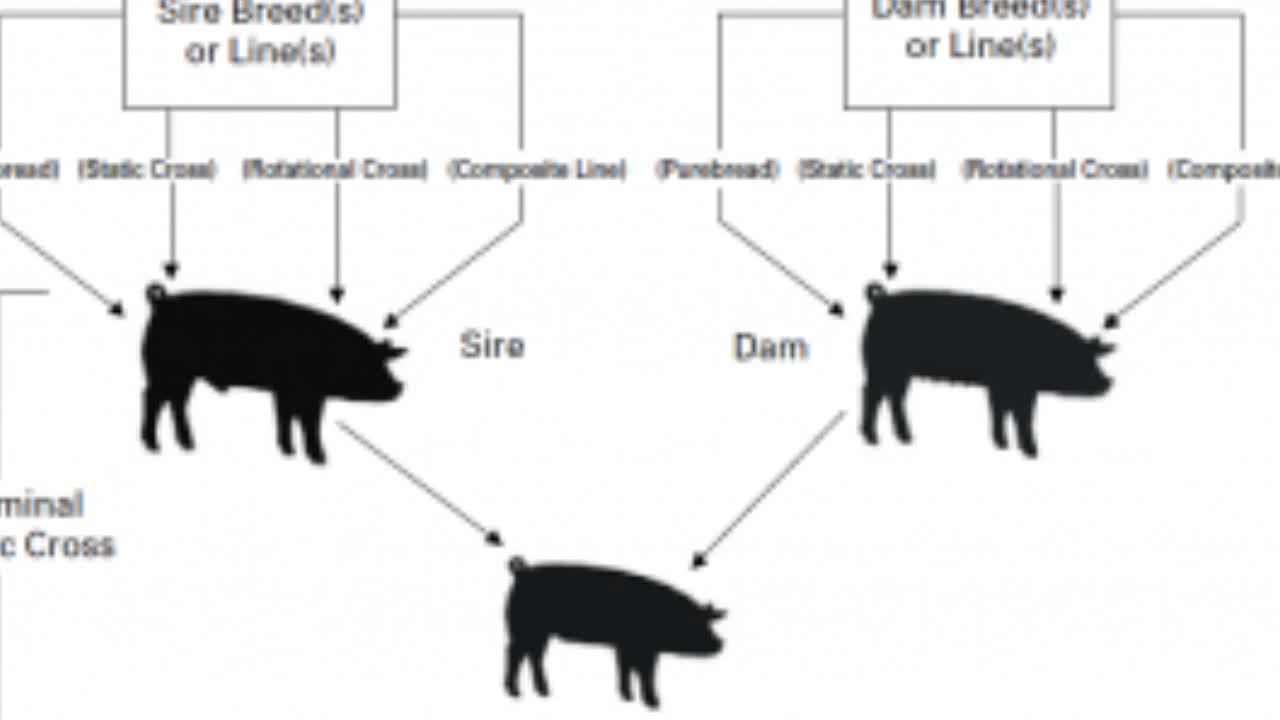 Sire Breed(s)
or Line(s)
Dam Breed(s)
or Line(s)
(Static Cross) (Rotational Cross) (Composite Line) (Purebread) (Static Cross) (Rotational Cross)
Sire
Dam
c Cross